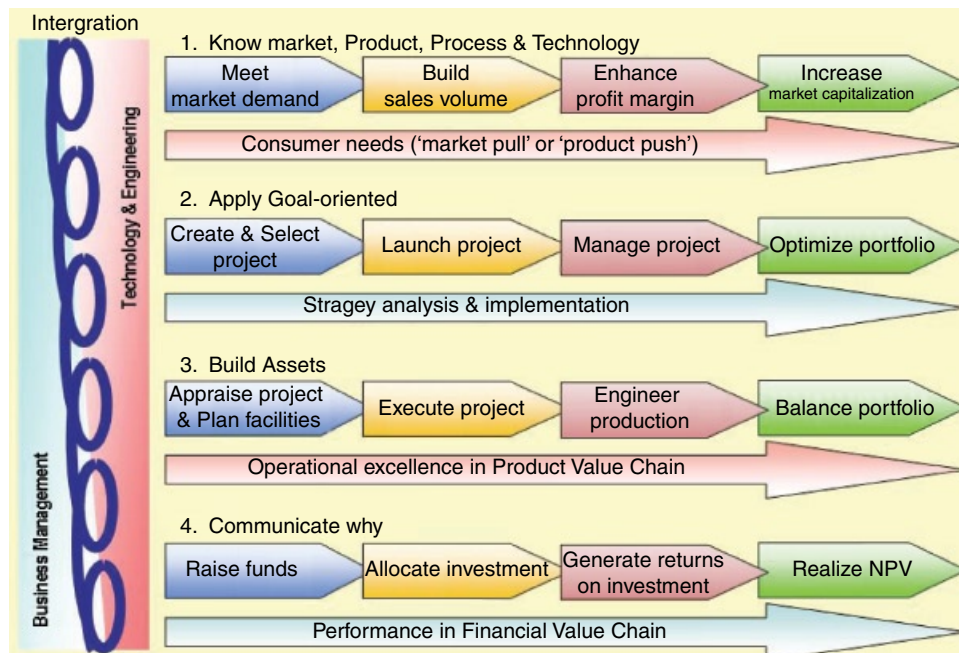 Intergration
Technology & Engineering
Business Management
1. Know market, Product, Process & Technology
Meet
market demand
Build
sales volume
Enhance
profit margin
Increase
market capitalization
Consumer needs (‘market pull’ or ‘product push’)
2. Apply Goal-oriented
Create & Select
project
Launch project
Manage project
Optimize portfolio
Stragey analysis & implementation
3. Build Assets
Appraise project
& Plan facilities
Execute project
Engineer
production
Balance portfolio
Operational excellence in Product Value Chain
4. Communicate why
Raise funds
Allocate investment
Generate returns
on investment
Realize NPV
Performance in Financial Value Chain